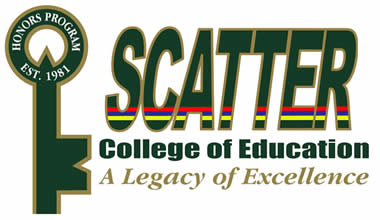 HONORS PROGRAM
EST. 1981
SCATTER
College of Education
A Legacy of Excellence